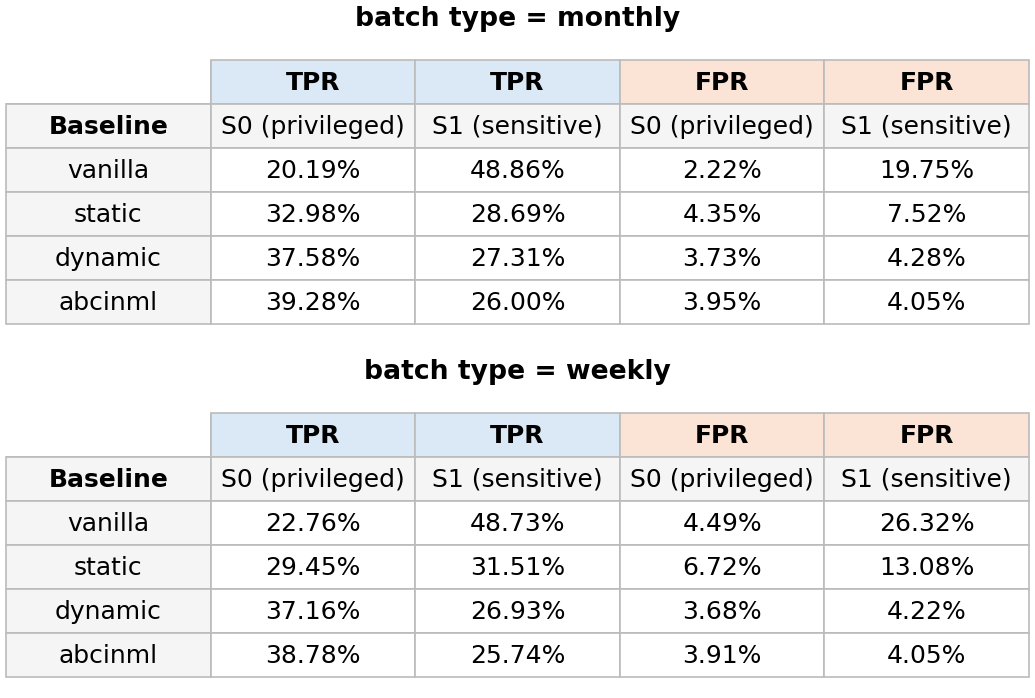 batch type = monthly
TPR TPR FPR FPR
Baseline S0 (privileged) S1 (sensitive) S0 (privileged) S1 (sensitive)
vanilla 20.19% 48.86% 2.22% 19.75%
static 32.98% 28.69% 4.35% 7.52%
dynamic 37.58% 27.31% 3.73% 4.28%
abcinml 39.28% 26.00% 3.95% 4.05%
batch type = weekly
TPR TPR FPR FPR
Baseline S0 (privileged) S1 (sensitive) S0 (privileged) S1 (sensitive)
vanilla 22.76% 48.73% 4.49% 26.32%
static 29.45% 31.51% 6.72% 13.08%
dynamic 37.16% 26.93% 3.68% 4.22%
abcinml 38.78% 25.74% 3.91% 4.05%